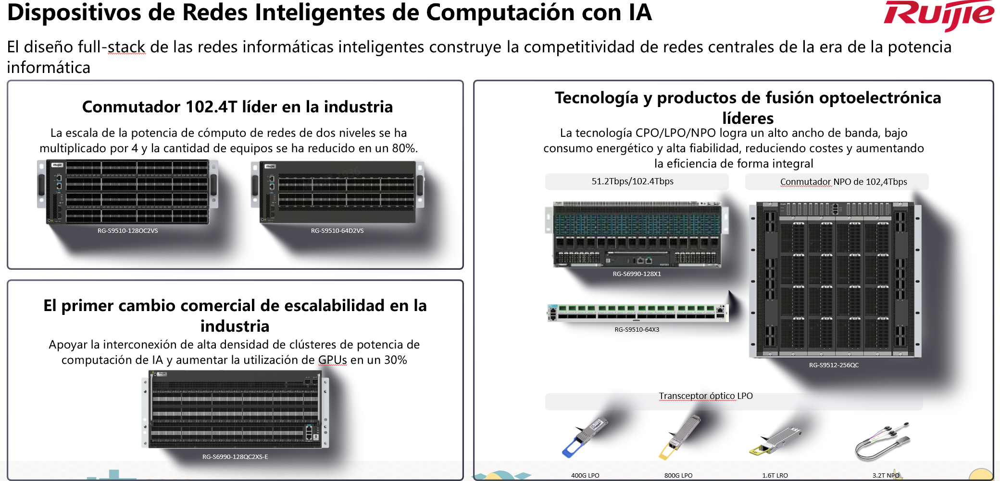 Dispositivos de Redes Inteligentes de Computación con IA
Ruijie
El diseño full-stack de las redes informáticas inteligentes construye la competitividad de redes centrales de la era de la potencia
informática
Conmutador 102.4T líder en la industria
La escala de la potencia de cómputo de redes de dos niveles se ha
multiplicado por 4 y la cantidad de equipos se ha reducido en un 80%.
Ruijie
Ruijie
RG-S9510-128OC2VS
RG-S9510-64D2VS
El primer cambio comercial de escalabilidad en la
industria
Apoyar la interconexión de alta densidad de clústeres de potencia de
computación de IA y aumentar la utilización de GPUs en un 30%
RG-S6990-128QC2XS-E
Tecnología y productos de fusión optoelectrónica
líderes
La tecnología CPO/LPO/NPO logra un alto ancho de banda, bajo
consumo energético y alta fiabilidad, reduciendo costes y aumentando
la eficiencia de forma integral
51.2Tbps/102.4Tbps
Conmutador NPO de 102,4Tbps
RG-S6990-128X1
RG-S9510-64X3
RG-S9512-256QC
Transceptor óptico LPO
400G LPO
800G LPO
1.6T LRO
3.2T NPO